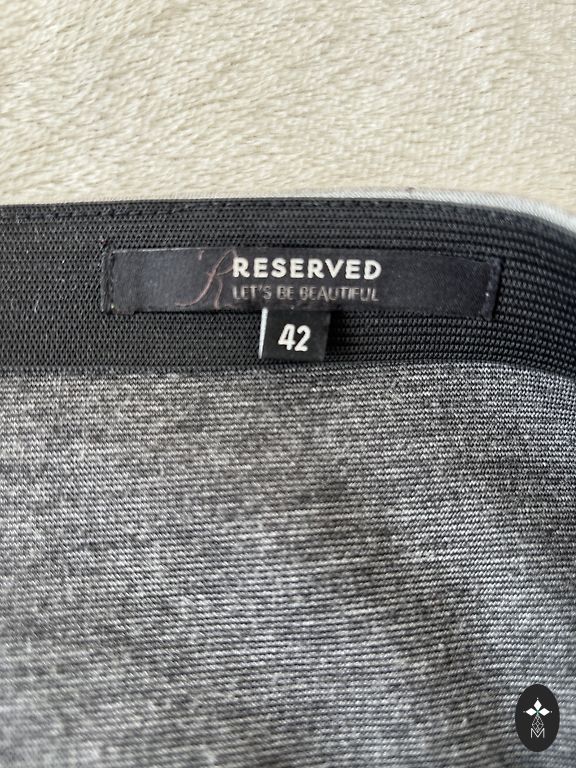 R RESERVED
LET'S BE BEAUTIFUL
42
M